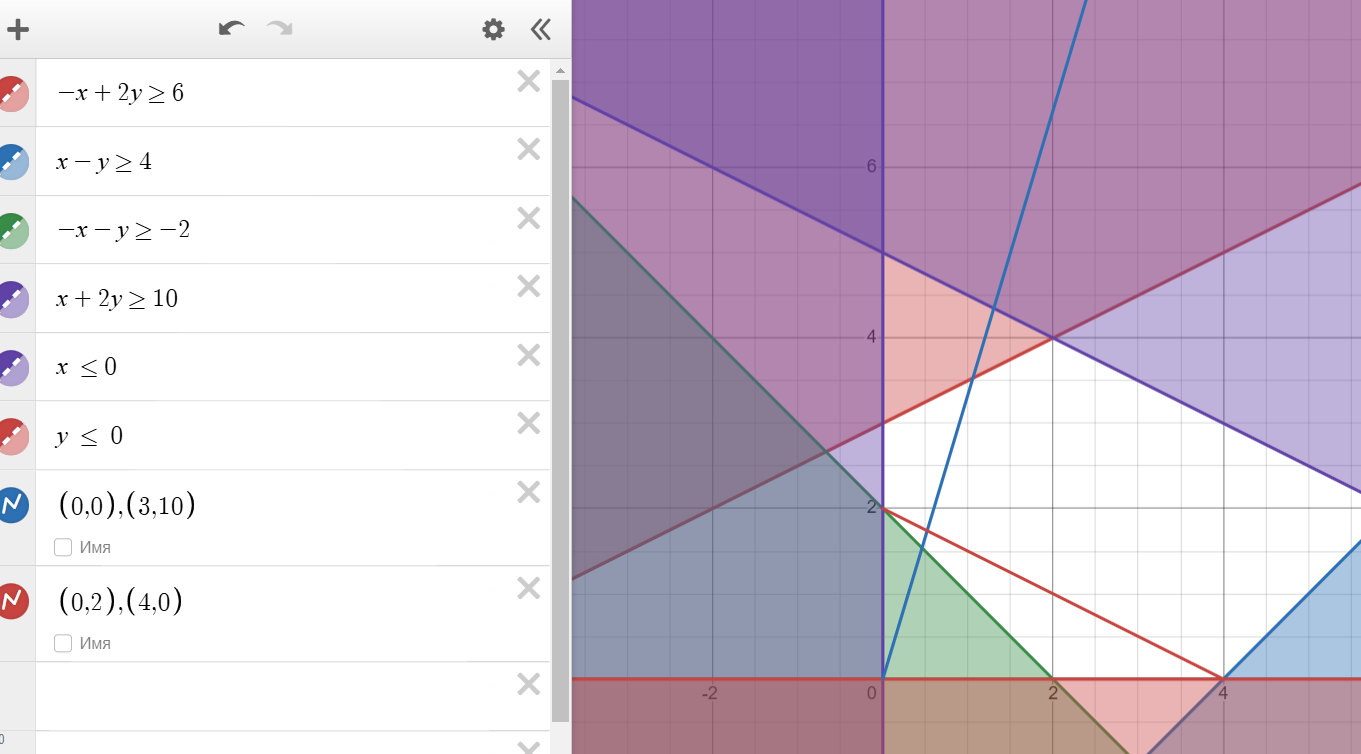 −x + 2y ≥ 6
x − y ≥ 4
−x − y ≥ −2
x + 2y ≥ 10
x ≤ 0
y ≤ 0
(0,0),(3,10)
Имя
(0,2),(4,0)
Имя
0
6
4
2
-2
0
2
4